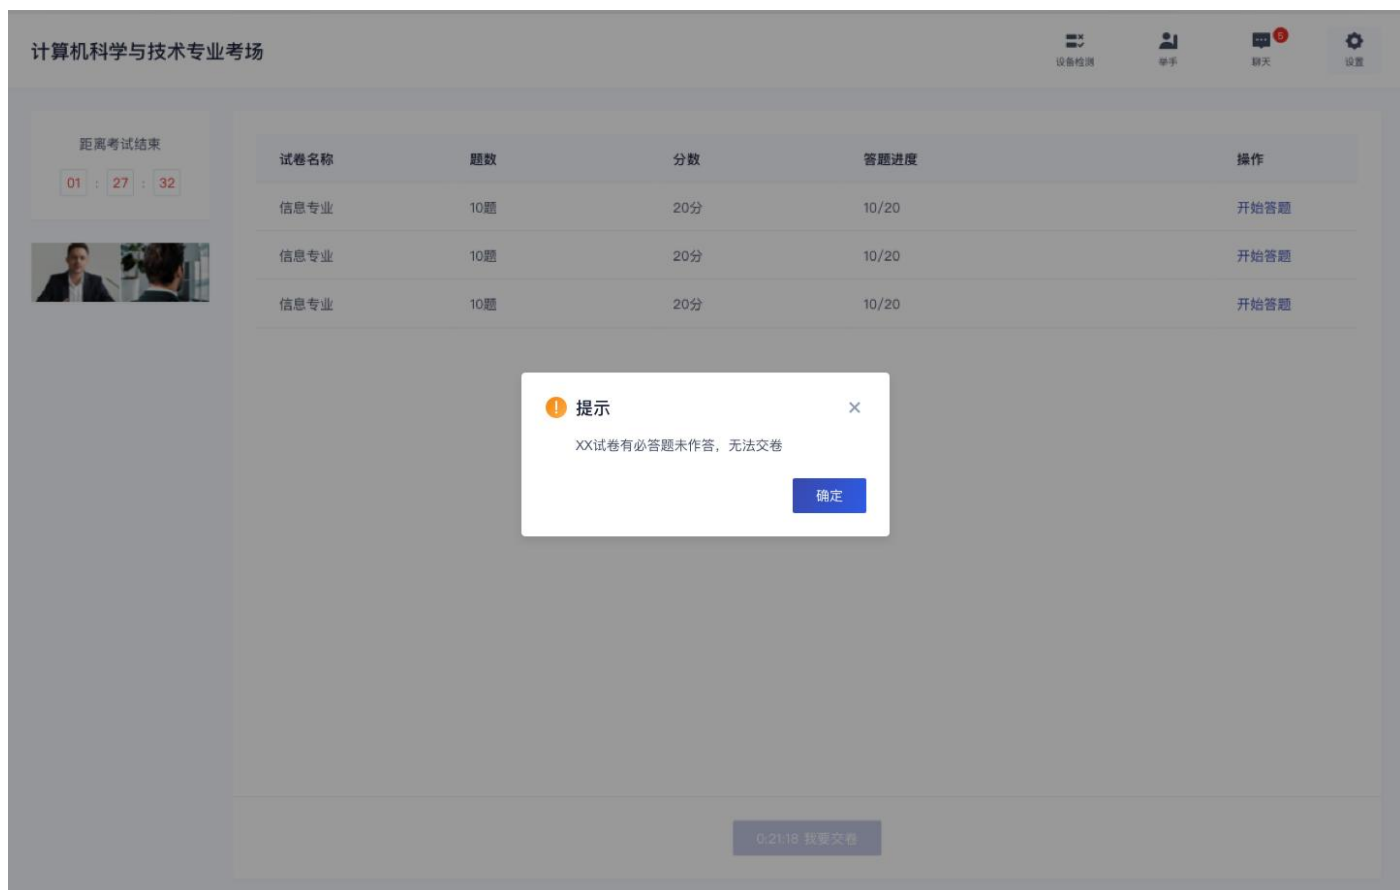 计算机科学与技术专业考场
设备检测 举手 聊天 5 设置
距离考试结束
01 : 27 : 32
试卷名称 题数 分数 答题进度 操作
信息专业 10题 20分 10/20 开始答题
信息专业 10题 20分 10/20 开始答题
信息专业 10题 20分 10/20 开始答题
提示
XX试卷有必答题未作答，无法交卷
确定
0:21:18 我要交卷